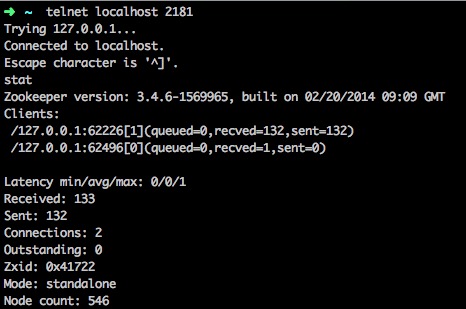 ➜ ~ telnet localhost 2181
Trying 127.0.0.1...
Connected to localhost.
Escape character is '^]'.
stat
Zookeeper version: 3.4.6-1569965, built on 02/20/2014 09:09 GMT
Clients:
 /127.0.0.1:62226[1](queued=0,recved=132,sent=132)
 /127.0.0.1:62496[0](queued=0,recved=1,sent=0)

Latency min/avg/max: 0/0/1
Received: 133
Sent: 132
Connections: 2
Outstanding: 0
Zxid: 0x41722
Mode: standalone
Node count: 546